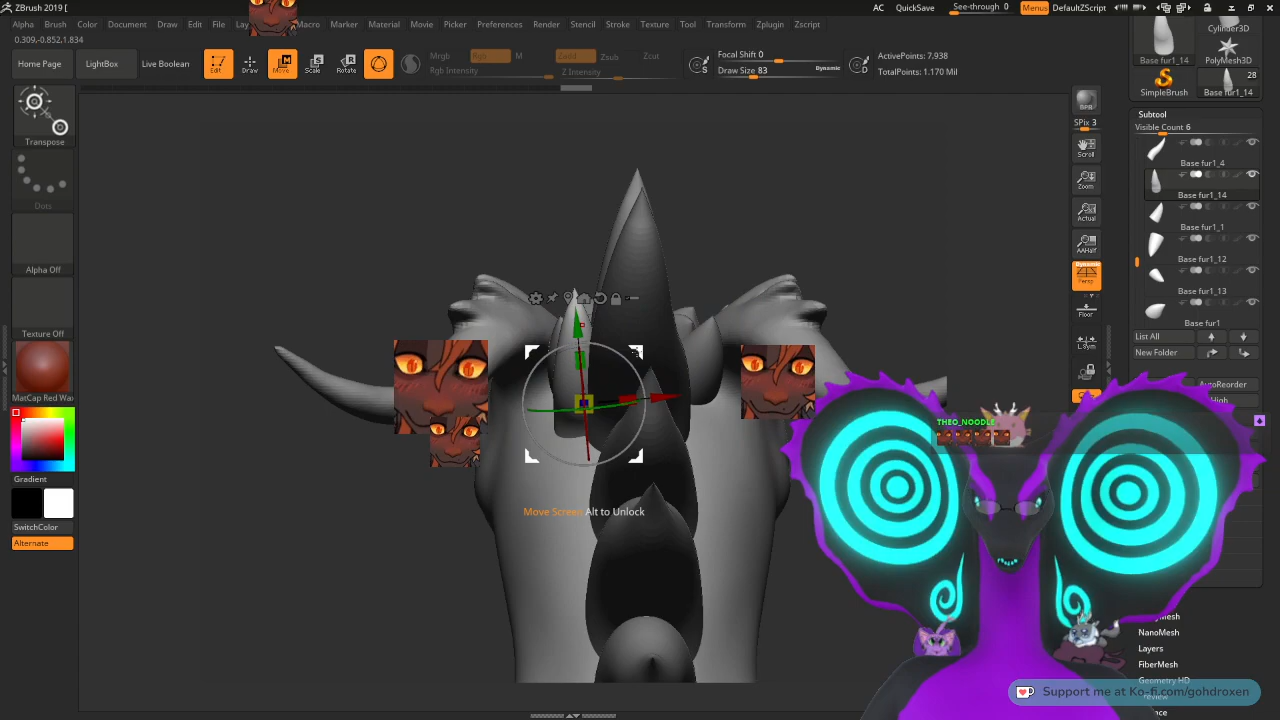 ZBrush 2019 [
AC
QuickSave
See-through 0
Menus
DefaultZScript
Alpha
Brush
Color
Document
Draw
Edit
File
Lay
Macro
Marker
Material
Movie
Picker
Preferences
Render
Stencil
Stroke
Texture
Tool
Transform
Zplugin
Zscript
0.309,-0.852,1.834
Home Page
LightBox
Live Boolean
Edit
Draw
Move
Scale
Rotate
Mrgb
Rgb
M
Rgb Intensity
Zadd
Zsub
Zcut
Z Intensity
Focal Shift 0
Draw Size 83
Dynamic
ActivePoints: 7,938
TotalPoints: 1.170 Mil
Transpose
Dots
Alpha Off
Texture Off
MatCap Red Wa
Gradient
SwitchColor
Alternate
Move Screen Alt to Unlock
BPR
SPix 3
Scroll
Zoom
Actual
AAHalf
Dynamic
Persp
Floor
L.Sym
Cylinder3D
Base fur1_14
PolyMesh3D
28
SimpleBrush
Base fur1_14
Subtool
Visible Count 6
Base fur1_4
Base fur1_14
Base fur1_1
Base fur1_12
Base fur1_13
Base fur1
List All
New Folder
AutoReorder
High
THEO_NOODLE
NanoMesh
Layers
FiberMesh
Geometry HD
Support me at Ko-fi.com/gohdroxen